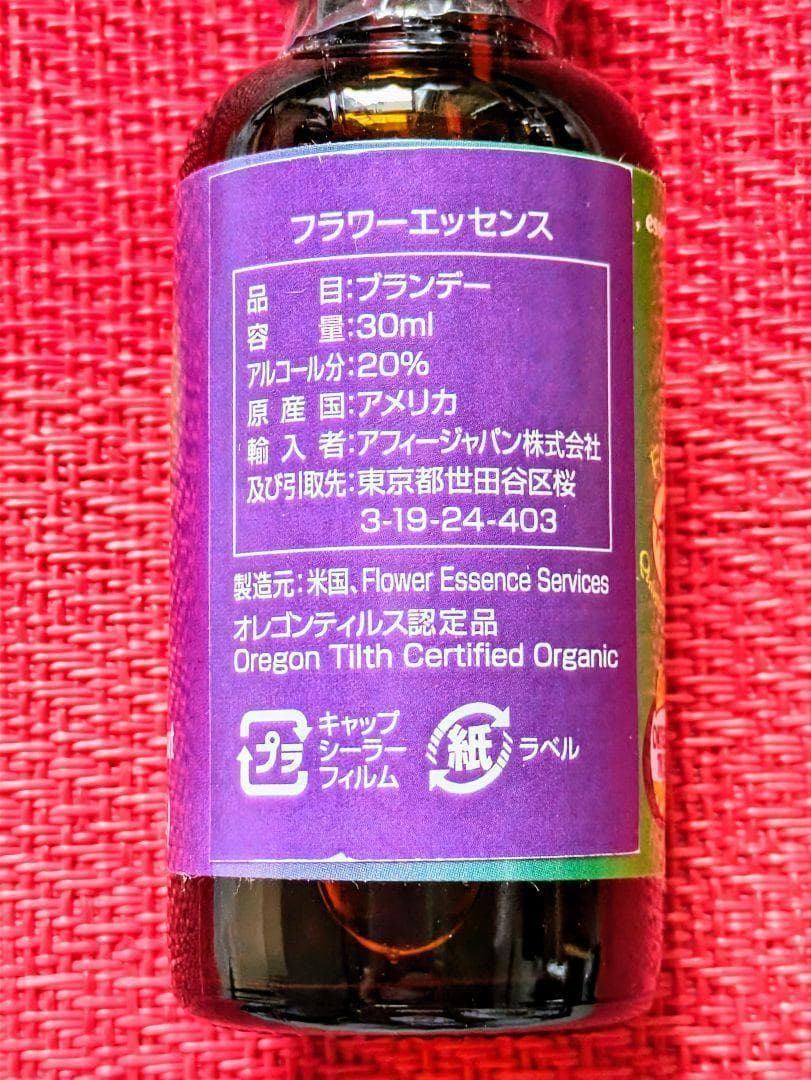 フラワーエッセンス
品　　目:ブランデー
容　　量:30ml
アルコール分:20%
原 産 国:アメリカ
輸 入 者:アフィージャパン株式会社
及び引取先:東京都世田谷区桜
3-19-24-403
製造元:米国、Flower Essence Services
オレゴンティルス認定品
Oregon Tilth Certified Organic
プラ
キャップ
シーラー
フィルム
紙
ラベル